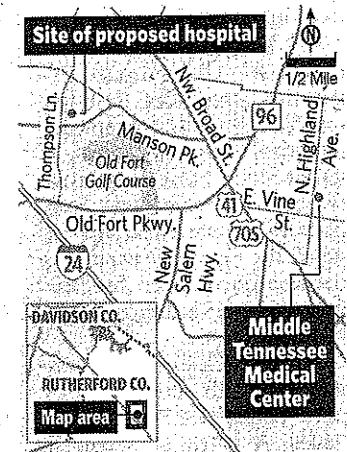 Site of proposed hospital
N
1/2 Mile
Thompson Ln.
Manson Pk.
Nw. Broad St.
96
N. Highland
Ave.
Old Fort
Golf Course
Old Fort Pkwy.
41
E. Vine
St.
70S
24
New
Salem
Hwy.
DAVIDSON CO.
RUTHERFORD CO.
Map area
Middle
Tennessee
Medical
Center